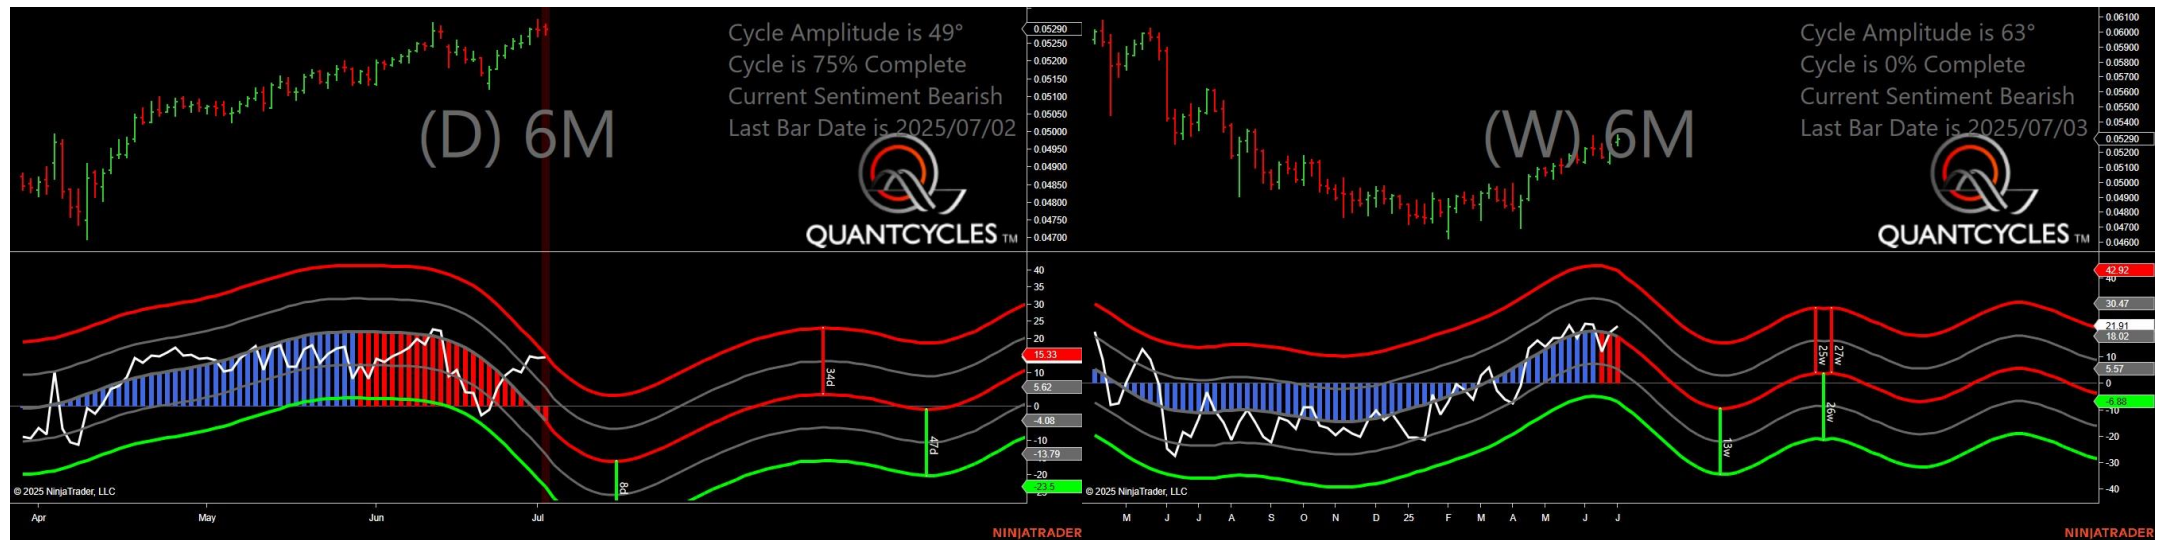 Cycle Amplitude is 49°
Cycle is 75% Complete
Current Sentiment Bearish
Last Bar Date is 2025/07/02
(D) 6M
QUANTCYCLES TM
0.05290
0.05250
0.05200
0.05150
0.05100
0.05050
0.05000
0.04950
0.04900
0.04850
0.04800
0.04750
0.04700
40
35
30
25
20
15.33
10
5.62
0
-4.08
-10
-13.79
-20
-23.5
34d
47d
8d
© 2025 NinjaTrader, LLC
Apr May Jun Jul
NINJATRADER
Cycle Amplitude is 63°
Cycle is 0% Complete
Current Sentiment Bearish
Last Bar Date is 2025/07/03
(W) 6M
QUANTCYCLES TM
0.06100
0.06000
0.05900
0.05800
0.05700
0.05600
0.05500
0.05400
0.05290
0.05200
0.05100
0.05000
0.04900
0.04800
0.04700
0.04600
42.92
40
30.47
21.91
18.02
10
5.57
0
-6.88
-10
-20
-30
-40
25w
27w
26w
13w
© 2025 NinjaTrader, LLC
M J J A S O N D 25 F M A M J J
NINJATRADER